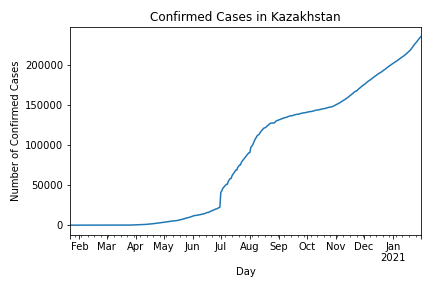 Confirmed Cases in Kazakhstan
Number of Confirmed Cases
200000
150000
100000
50000
0
Feb Mar Apr May Jun Jul Aug Sep Oct Nov Dec Jan
2021
Day